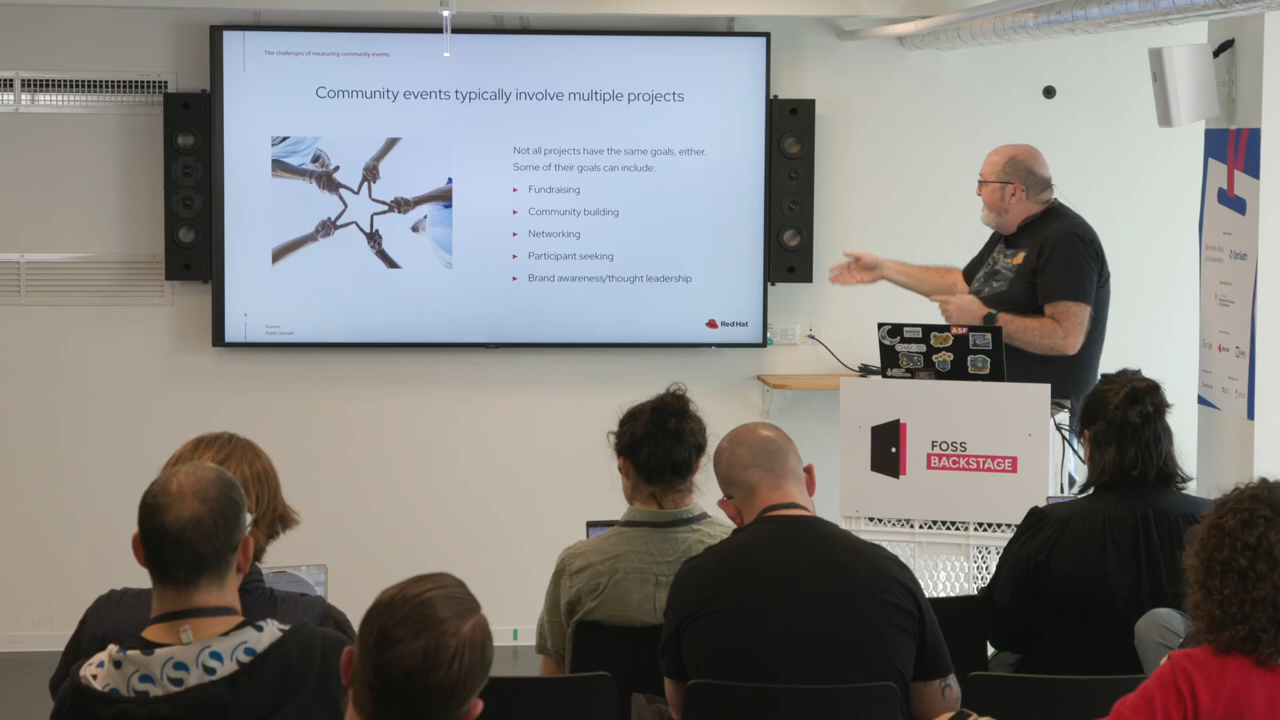 The challenges of measuring community events
Community events typically involve multiple projects
Not all projects have the same goals, either.
Some of their goals can include:
Fundraising
Community building
Networking
Participant seeking
Brand awareness/thought leadership
Red Hat
ASF
FOSS
BACKSTAGE